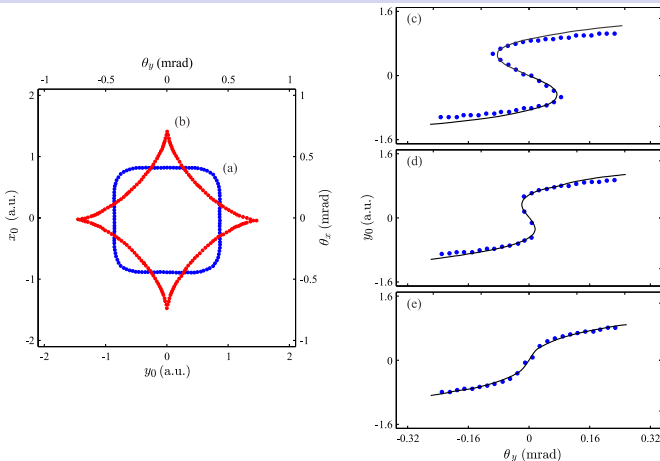 θy (mrad)
-1 -0.5 0 0.5 1
2 1 0 -1 -2
x0 (a.u.)
(b)
(a)
1 0.5 0 -0.5 -1
θx (mrad)
-2 -1 0 1 2
y0 (a.u.)
1.6 (c)
0
-1.6
1.6 (d)
0
-1.6
y0 (a.u.)
1.6 (e)
0
-1.6
-0.32 -0.16 0 0.16 0.32
θy (mrad)